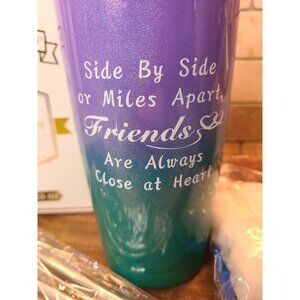 Side By Side
or Miles Apart,
Friends
Are Always
Close at Heart